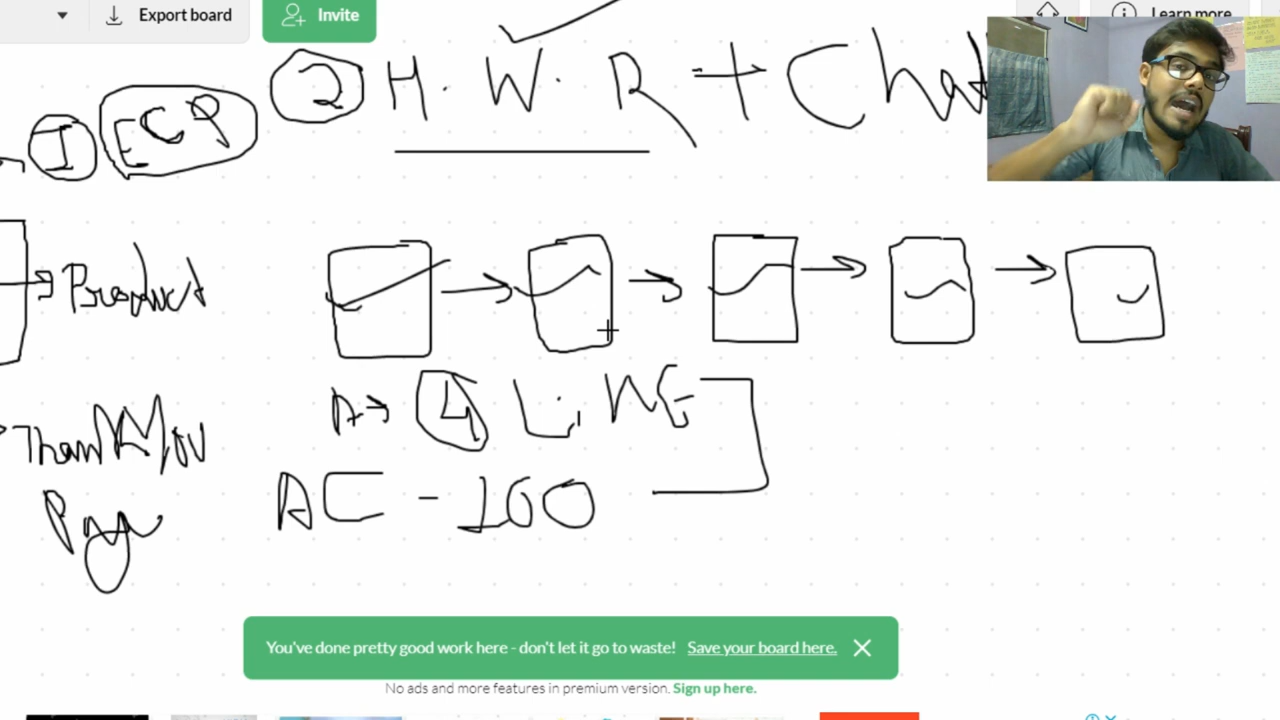 Export board
Invite
Learn more
2 H.W.R + Chat
I ECP
Product
A → 4 Li, NE
Thank You
Page
AC - 100
You've done pretty good work here - don't let it go to waste! Save your board here.
No ads and more features in premium version. Sign up here.